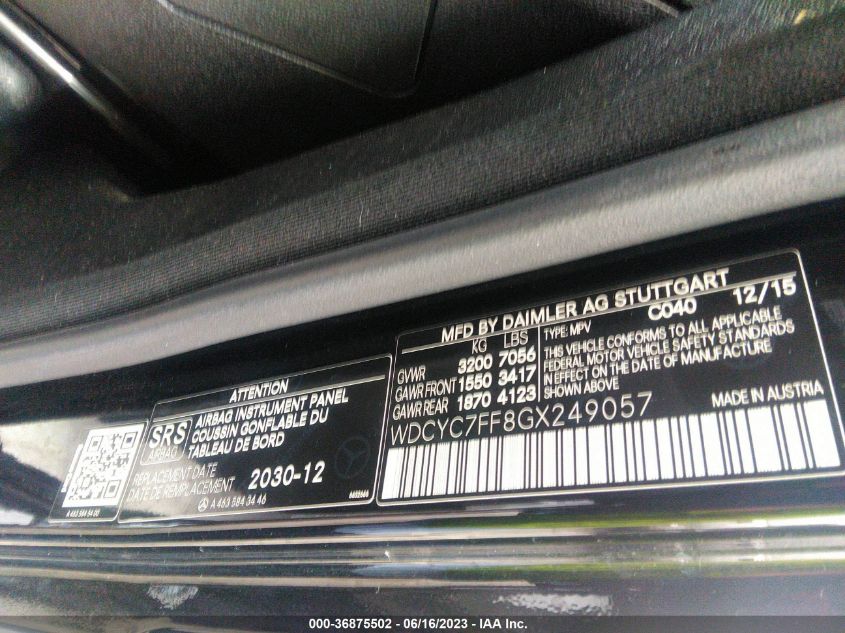 MFD BY DAIMLER AG STUTTGART
KG LBS
GVWR 3200 7056
GAWR FRONT 1550 3417
GAWR REAR 1870 4123
TYPE: MPV C040 12/15
THIS VEHICLE CONFORMS TO ALL APPLICABLE
FEDERAL MOTOR VEHICLE SAFETY STANDARDS
IN EFFECT ON THE DATE OF MANUFACTURE
SHOWN ABOVE
WDCYC7FF8GX249057
MADE IN AUSTRIA
ATTENTION
SRS
AIRBAG
AIRBAG INSTRUMENT PANEL
COUSSIN GONFLABLE DU
TABLEAU DE BORD
REPLACEMENT DATE
DATE DE REMPLACEMENT 2030-12
A 463 584 34 46
000-36875502 - 06/16/2023 - IAA Inc.